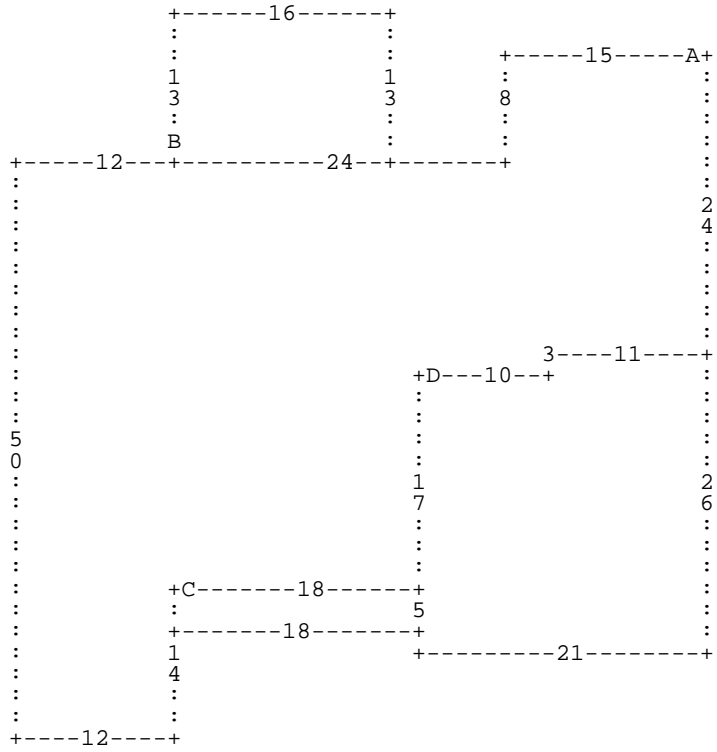 +------16------+
: :
: : +-----15-----A+
1 1 : :
3 3 8 :
: : : :
B : : :
+-----12---+----------24--+-------+ :
: :
: 2
: 4
: :
: :
: :
: :
: 3----11-----+
: +D---10--+ :
: : :
: : :
5 : :
0 : :
: 1 2
: 7 6
: : :
: : :
: : :
: +C-------18------+ :
: : 5 :
: +-------18-------+ :
: 1 +---------21-------+
: 4
: :
: :
+----12----+